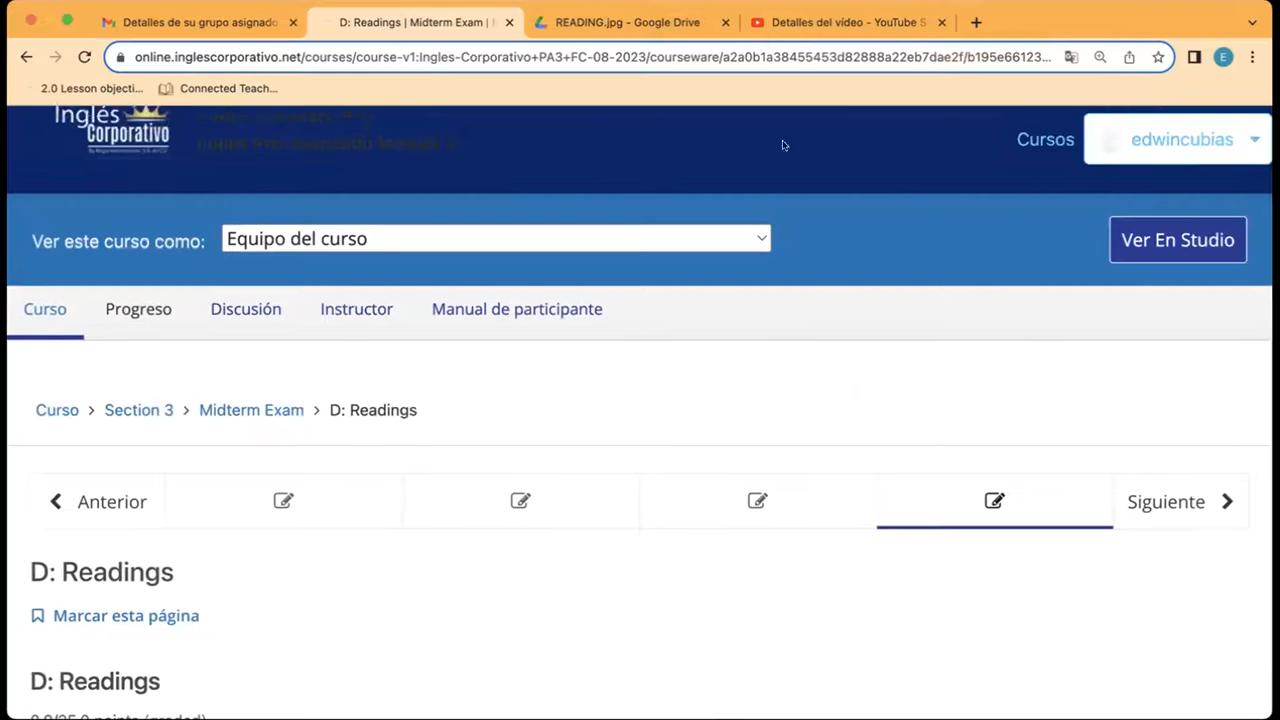 Detalles de su grupo asignado
D: Readings | Midterm Exam |
READING.jpg - Google Drive
Detalles del vídeo - YouTube S
online.inglescorporativo.net/courses/course-v1:Ingles-Corporativo+PA3+FC-08-2023/courseware/a2a0b1a38455453d82888a22eb7dae2f/b195e66123...
E
2.0 Lesson objecti...
Connected Teach...
Inglés
Corporativo
Cursos
edwincubias
Ver este curso como:
Equipo del curso
Ver En Studio
Curso
Progreso
Discusión
Instructor
Manual de participante
Curso > Section 3 > Midterm Exam > D: Readings
Anterior
Siguiente
D: Readings
Marcar esta página
D: Readings